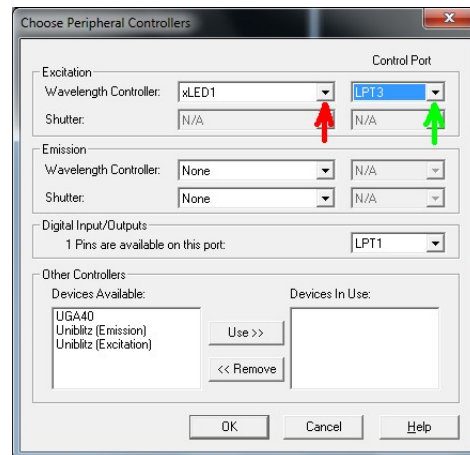 Choose Peripheral Controllers
Control Port
Excitation
Wavelength Controller: xLED1 LPT3
Shutter: N/A N/A
Emission
Wavelength Controller: None N/A
Shutter: None N/A
Digital Input/Outputs
1 Pins are available on this port: LPT1
Other Controllers
Devices Available: Devices In Use:
UGA40
Uniblitz (Emission)
Uniblitz (Excitation)
Use >>
<< Remove
OK Cancel Help